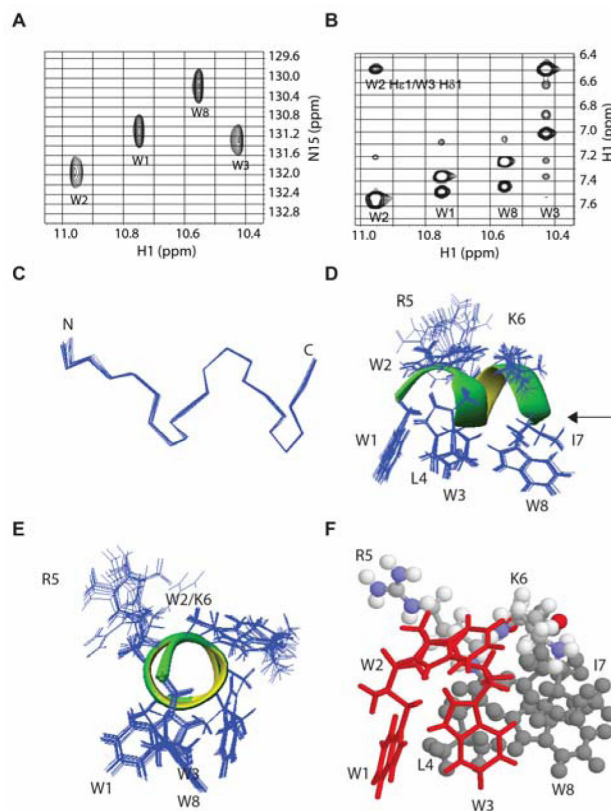 A
129.6
130.0
130.4
130.8
131.2
131.6
132.0
132.4
132.8
N15 (ppm)
W8
W1
W3
W2
11.0 10.8 10.6 10.4
H1 (ppm)
B
6.4
6.6
6.8
7.0
7.2
7.4
7.6
H1 (ppm)
W2 Hε1/W3 Hδ1
W2 W1 W8 W3
11.0 10.8 10.6 10.4
H1 (ppm)
C
N
C
D
R5
K6
W2
W1
I7
L4
W3
W8
E
R5
W2/K6
W1
W3
W8
F
R5
K6
W2
I7
W1
L4
W3
W8